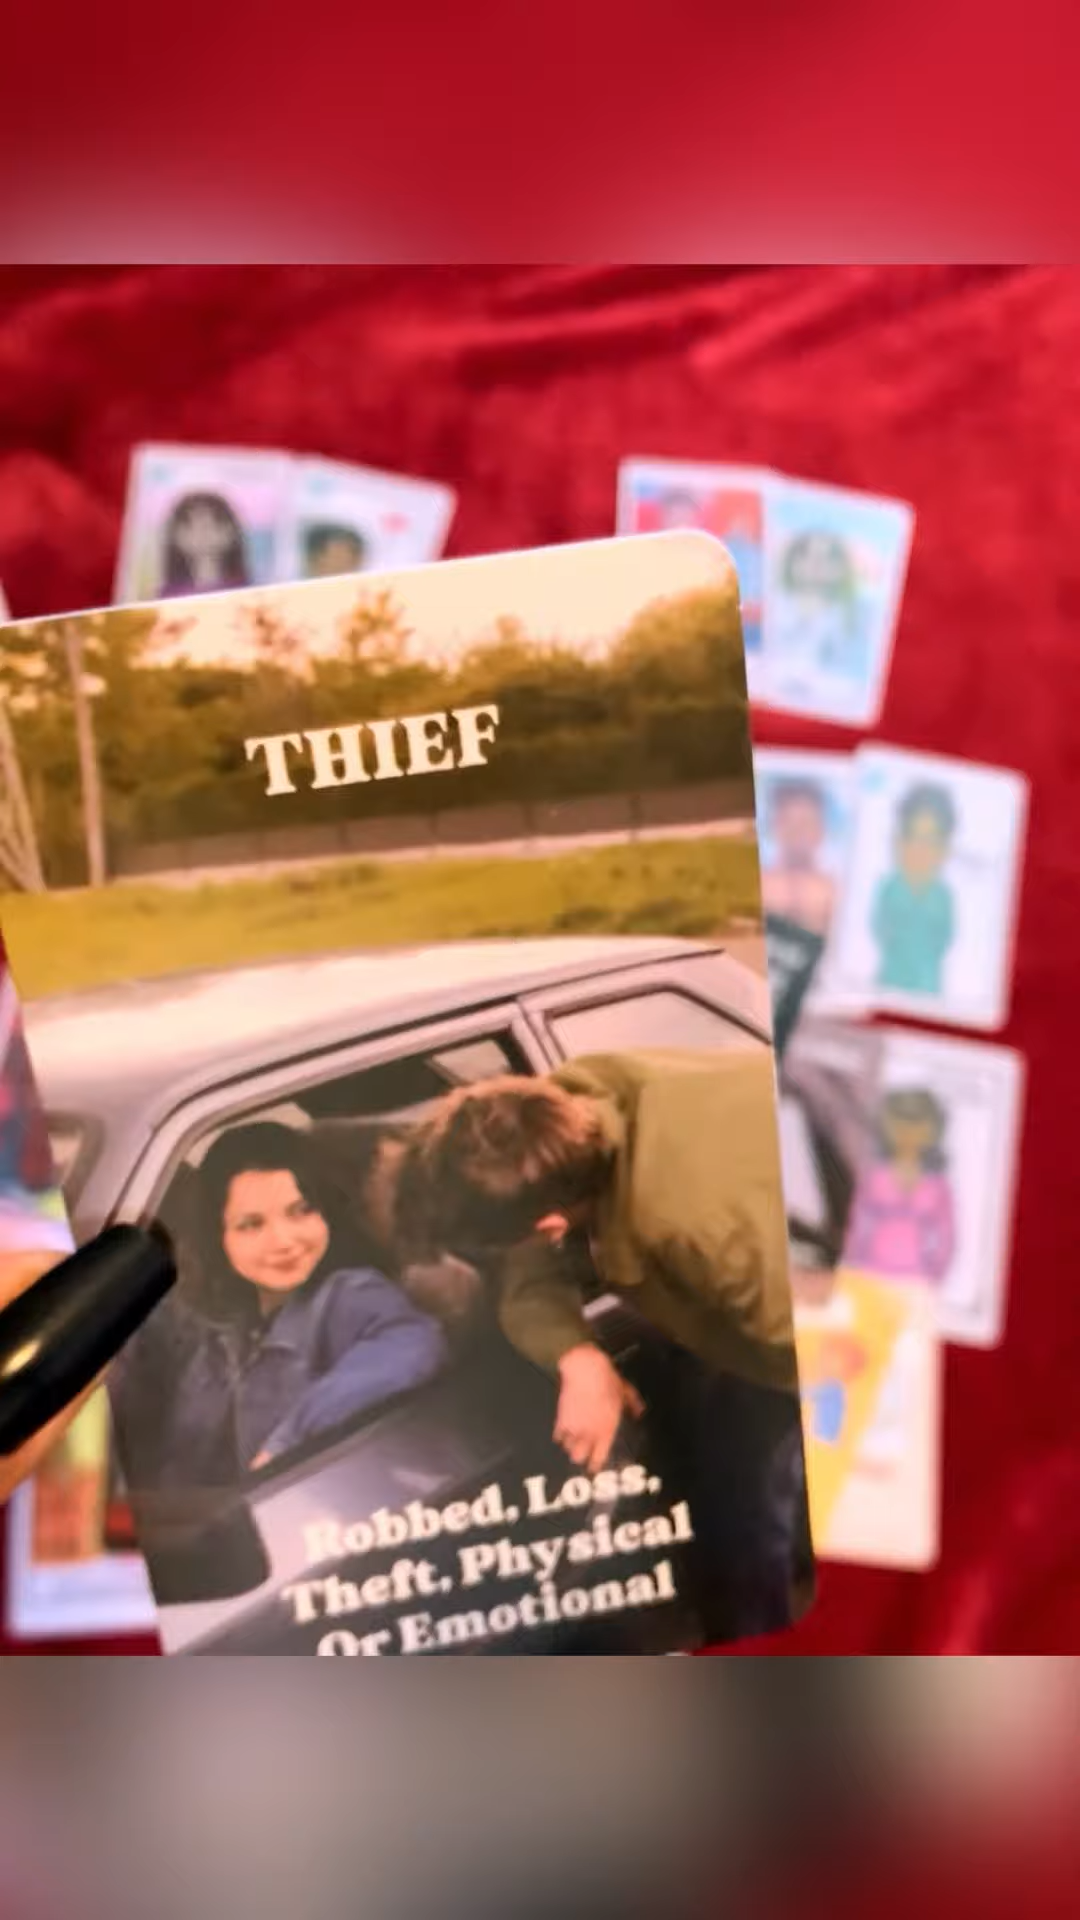 THIEF
Robbed, Loss,
Theft, Physical
Or Emotional